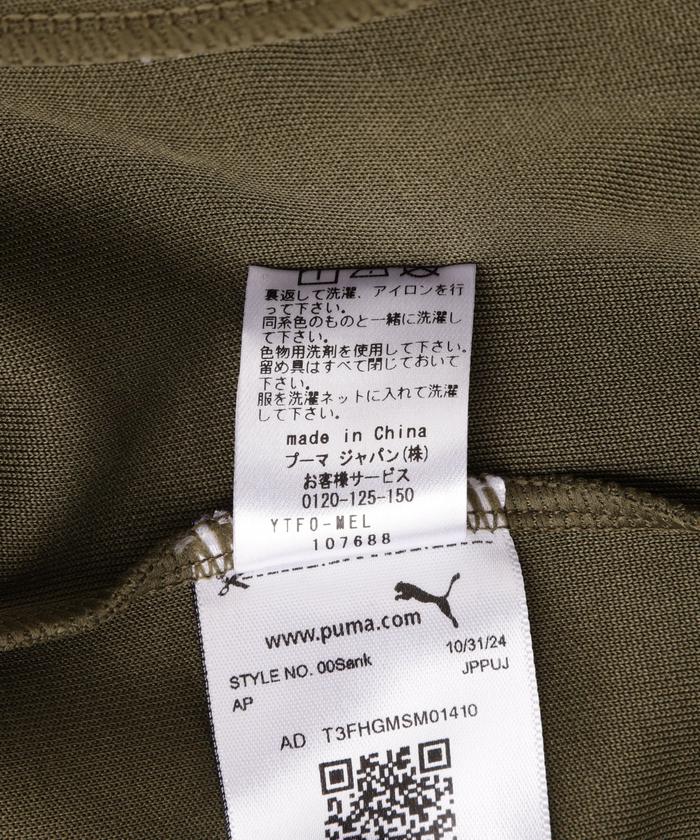 裏返して洗濯、アイロンを行
って下さい。
同系色のものと一緒に洗濯し
て下さい。
色物用洗剤を使用して下さい。
留め具はすべて閉じておいて
下さい。
服を洗濯ネットに入れて洗濯
して下さい。
made in China
プーマ ジャパン(株)
お客様サービス
0120-125-150
YTFO-MEL
107688
www.puma.com
STYLE NO. 00Sank 10/31/24
AP JPPUJ
AD T3FHGMSM01410